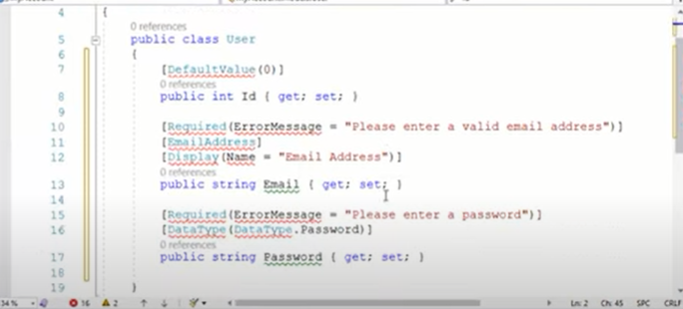 4 {
0 references
5 public class User
6 {
7 [DefaultValue(0)]
0 references
8 public int Id { get; set; }
9
10 [Required(ErrorMessage = "Please enter a valid email address")]
11 [EmailAddress]
12 [Display(Name = "Email Address")]
0 references
13 public string Email { get; set; }
14
15 [Required(ErrorMessage = "Please enter a password")]
16 [DataType(DataType.Password)]
0 references
17 public string Password { get; set; }
18
19 }
34% 16 2 Ln: 2 Ch: 45 SPC CRLF